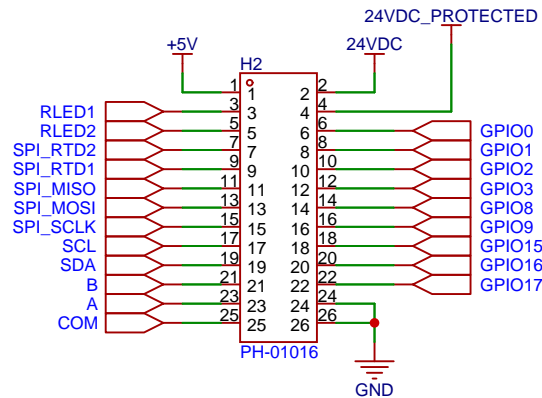 24VDC_PROTECTED
+5V
24VDC
H2
1 1 2 2
3 3 4 4
RLED1 5 5 6 6 GPIO0
RLED2 7 7 8 8 GPIO1
SPI_RTD2 9 9 10 10 GPIO2
SPI_RTD1 11 11 12 12 GPIO3
SPI_MISO 13 13 14 14 GPIO8
SPI_MOSI 15 15 16 16 GPIO9
SPI_SCLK 17 17 18 18 GPIO15
SCL 19 19 20 20 GPIO16
SDA 21 21 22 22 GPIO17
B 23 23 24 24
A 25 25 26 26
COM
PH-01016
GND